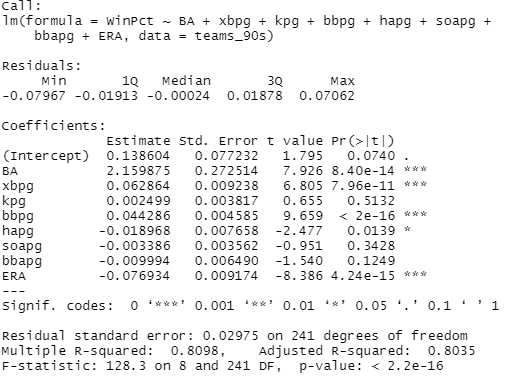 Call:
lm(formula = WinPct ~ BA + xbpg + kpg + bbpg + hapg + soapg +
bbapg + ERA, data = teams_90s)
Residuals:
Min 1Q Median 3Q Max
-0.07967 -0.01913 -0.00024 0.01878 0.07062
Coefficients:
Estimate Std. Error t value Pr(>|t|)
(Intercept) 0.138604 0.077232 1.795 0.0740 .
BA 2.159875 0.272514 7.926 8.40e-14 ***
xbpg 0.062864 0.009238 6.805 7.96e-11 ***
kpg 0.002499 0.003817 0.655 0.5132
bbpg 0.044286 0.004585 9.659 < 2e-16 ***
hapg -0.018968 0.007658 -2.477 0.0139 *
soapg -0.003386 0.003562 -0.951 0.3428
bbapg -0.009994 0.006490 -1.540 0.1249
ERA -0.076934 0.009174 -8.386 4.24e-15 ***
---
Signif. codes: 0 ‘***’ 0.001 ‘**’ 0.01 ‘*’ 0.05 ‘.’ 0.1 ‘ ’ 1
Residual standard error: 0.02975 on 241 degrees of freedom
Multiple R-squared: 0.8098, Adjusted R-squared: 0.8035
F-statistic: 128.3 on 8 and 241 DF, p-value: < 2.2e-16